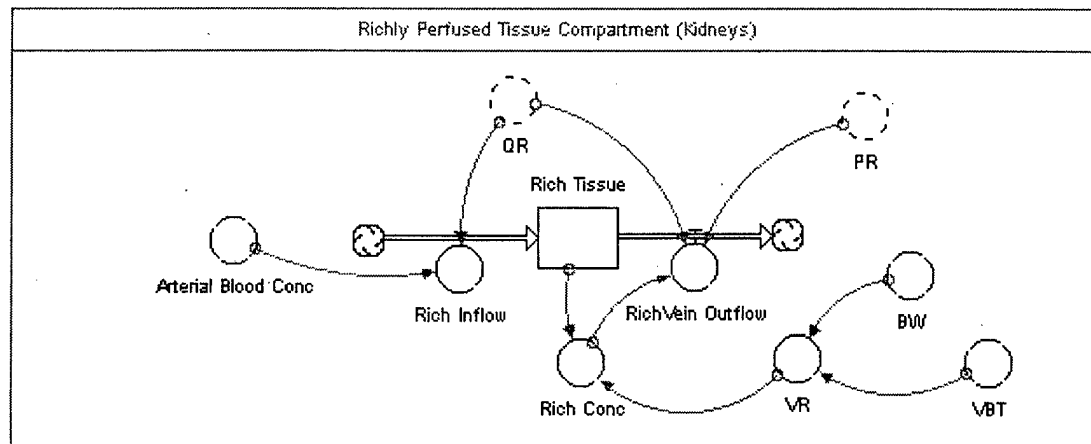 Richly Perfused Tissue Compartment (Kidneys)
QR
PR
Rich Tissue
Arterial Blood Conc
Rich Inflow
RichVein Outflow
BW
Rich Conc
VR
VBT